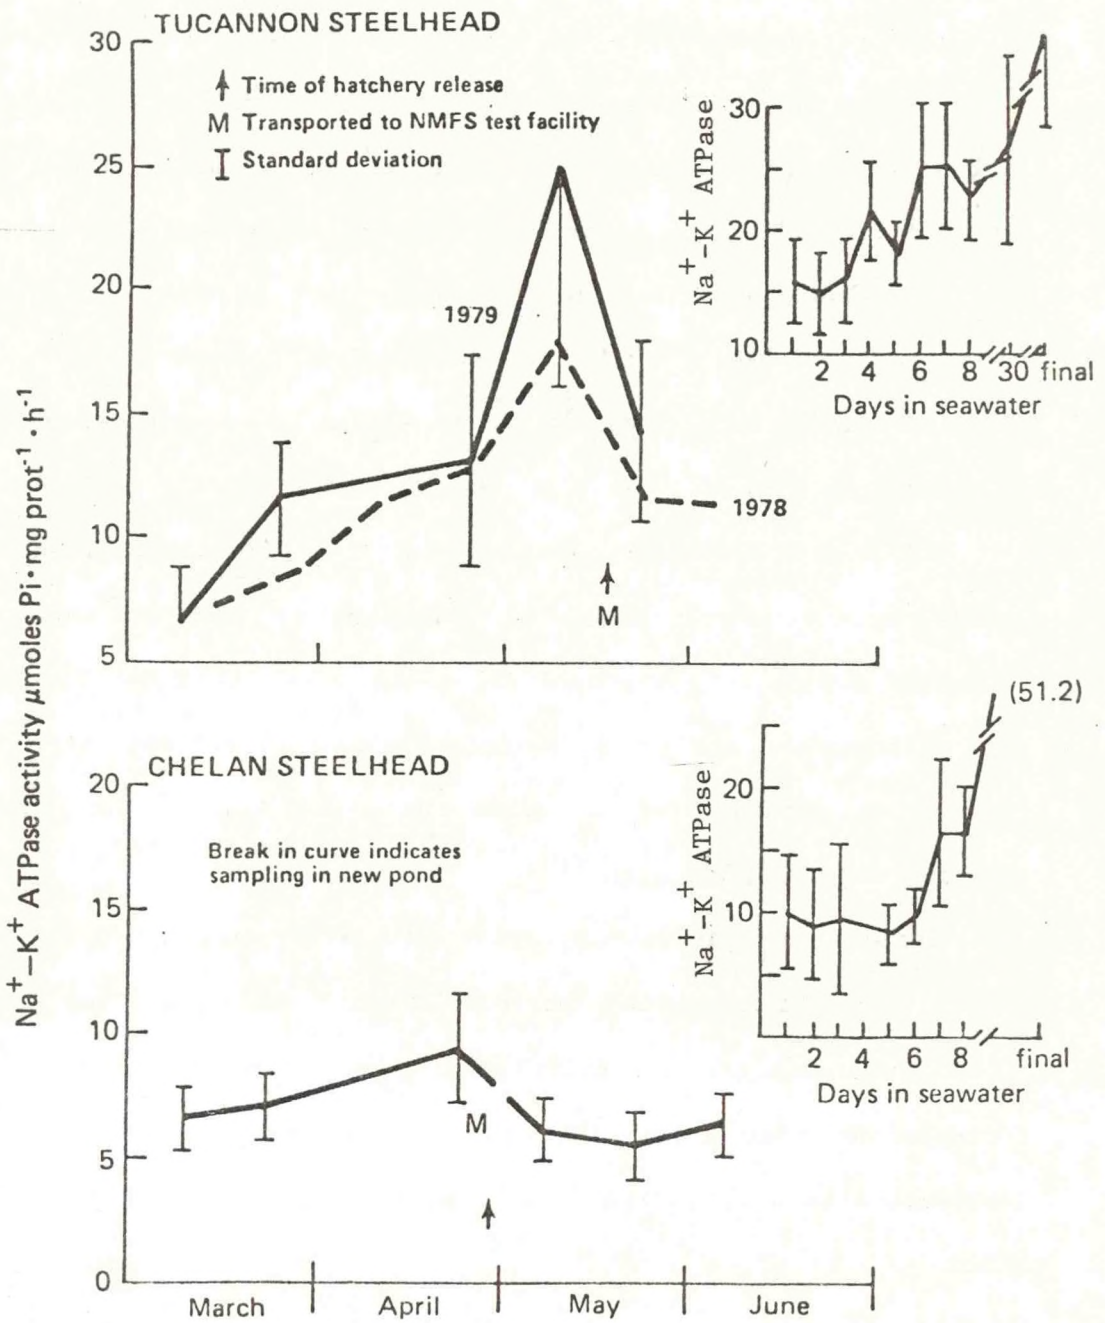 TUCANNON STEELHEAD
Time of hatchery release
M Transported to NMFS test facility
Standard deviation
30
25
20
15
10
5
1979
1978
M
Na⁺-K⁺ ATPase
30
20
10
2 4 6 8 30 final
Days in seawater
Na⁺–K⁺ ATPase activity μmoles Pi·mg prot⁻¹·h⁻¹
CHELAN STEELHEAD
Break in curve indicates
sampling in new pond
20
15
10
5
0
M
(51.2)
Na⁺-K⁺ ATPase
20
10
2 4 6 8 final
Days in seawater
March April May June